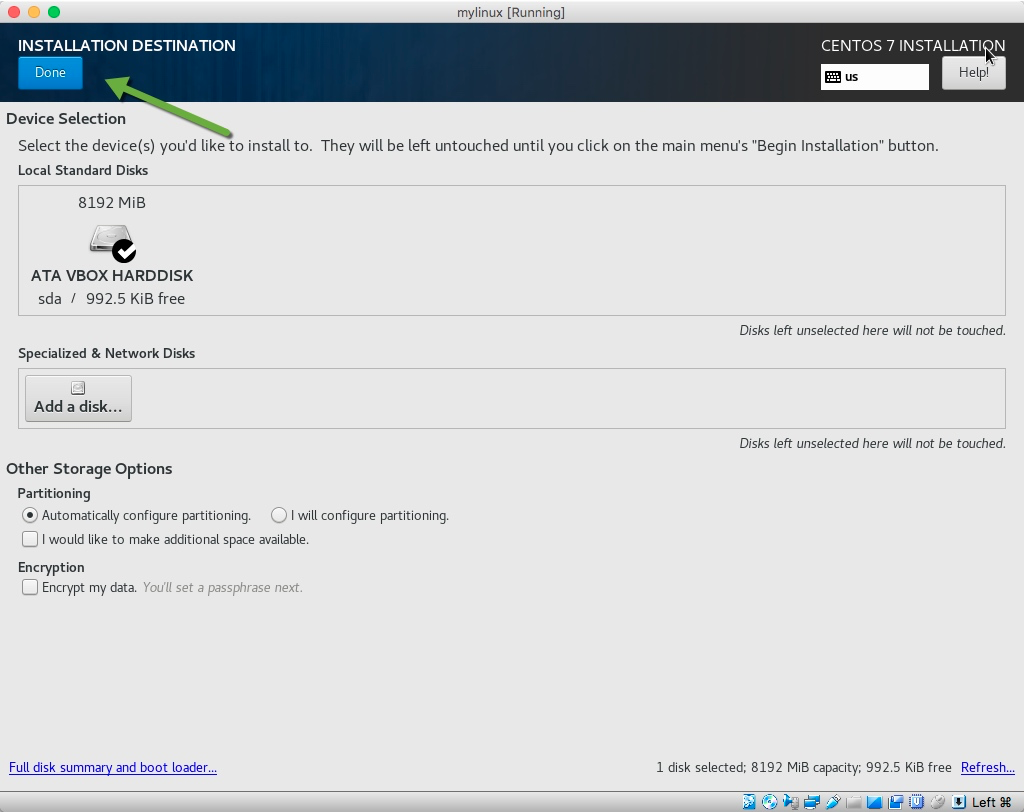 mylinux [Running]
INSTALLATION DESTINATION
CENTOS 7 INSTALLATION
Done
us
Help!
Device Selection
Select the device(s) you'd like to install to.  They will be left untouched until you click on the main menu's "Begin Installation" button.
Local Standard Disks
8192 MiB
ATA VBOX HARDDISK
sda / 992.5 KiB free
Disks left unselected here will not be touched.
Specialized & Network Disks
Add a disk...
Disks left unselected here will not be touched.
Other Storage Options
Partitioning
Automatically configure partitioning. I will configure partitioning.
I would like to make additional space available.
Encryption
Encrypt my data. You'll set a passphrase next.
Full disk summary and boot loader... 1 disk selected; 8192 MiB capacity; 992.5 KiB free Refresh...
Left ⌘